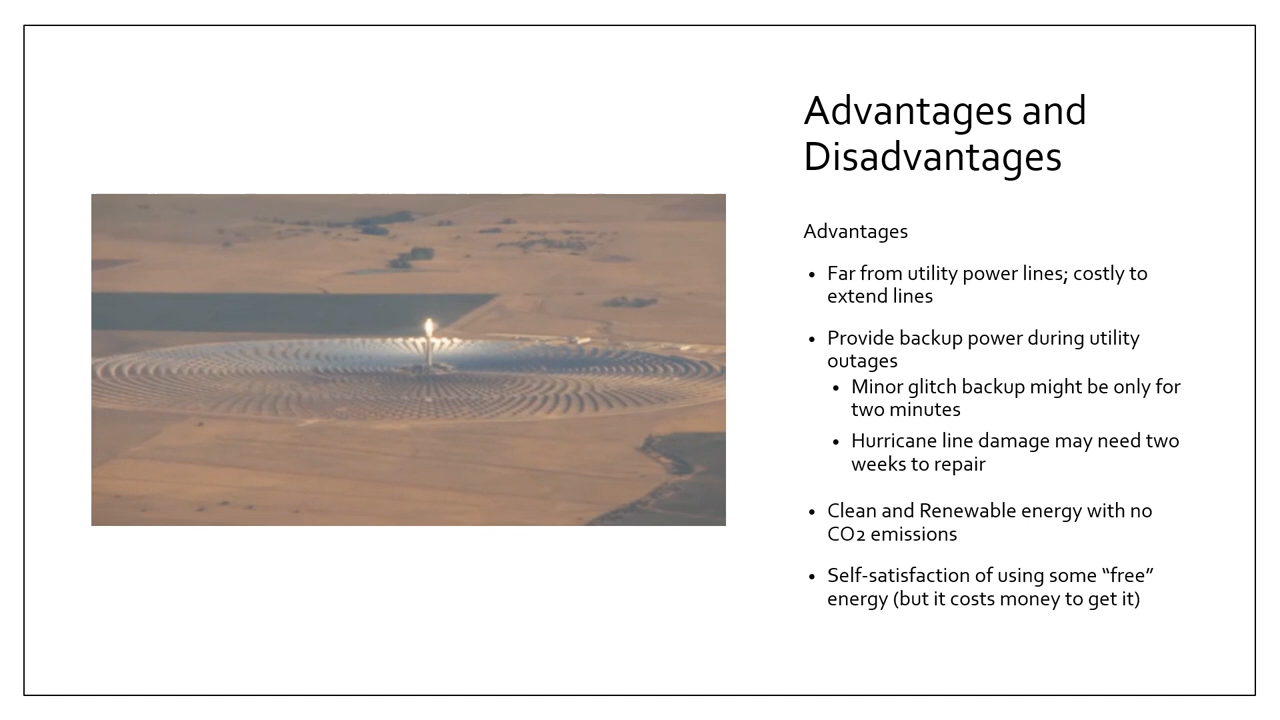 Advantages and
Disadvantages
Advantages
• Far from utility power lines; costly to
extend lines
• Provide backup power during utility
outages
• Minor glitch backup might be only for
two minutes
• Hurricane line damage may need two
weeks to repair
• Clean and Renewable energy with no
CO2 emissions
• Self-satisfaction of using some “free”
energy (but it costs money to get it)